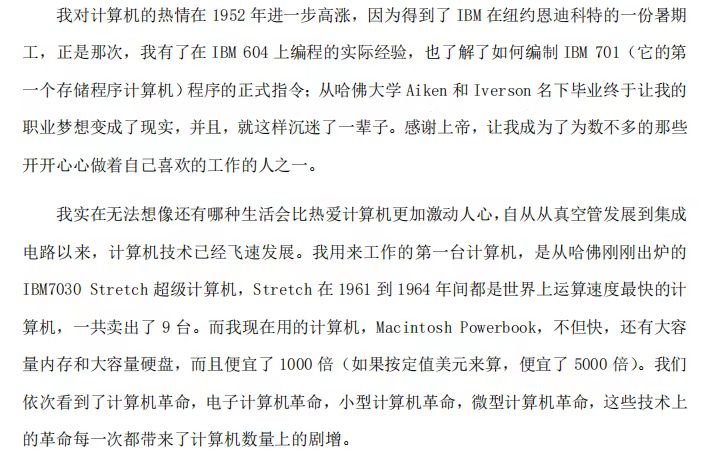 我对计算机的热情在 1952 年进一步高涨，因为得到了 IBM 在纽约恩迪科特的一份暑期
工，正是那次，我有了在 IBM 604 上编程的实际经验，也了解了如何编制 IBM 701（它的第
一个存储程序计算机）程序的正式指令；从哈佛大学 Aiken 和 Iverson 名下毕业终于让我的
职业梦想变成了现实，并且，就这样沉迷了一辈子。感谢上帝，让我成为了为数不多的那些
开开心心做着自己喜欢的工作的人之一。
我实在无法想像还有哪种生活会比热爱计算机更加激动人心，自从从真空管发展到集成
电路以来，计算机技术已经飞速发展。我用来工作的第一台计算机，是从哈佛刚刚出炉的
IBM7030 Stretch 超级计算机，Stretch 在 1961 到 1964 年间都是世界上运算速度最快的计
算机，一共卖出了 9 台。而我现在用的计算机，Macintosh Powerbook，不但快，还有大容
量内存和大容量硬盘，而且便宜了 1000 倍（如果按定值美元来算，便宜了 5000 倍）。我们
依次看到了计算机革命，电子计算机革命，小型计算机革命，微型计算机革命，这些技术上
的革命每一次都带来了计算机数量上的剧增。